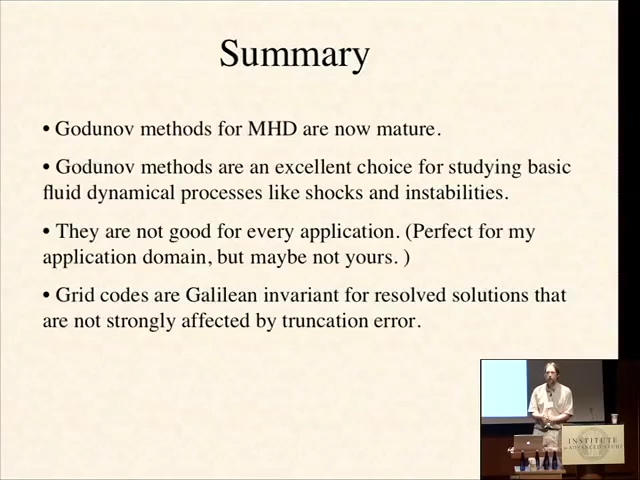 Summary
• Godunov methods for MHD are now mature.
• Godunov methods are an excellent choice for studying basic
fluid dynamical processes like shocks and instabilities.
• They are not good for every application. (Perfect for my
application domain, but maybe not yours. )
• Grid codes are Galilean invariant for resolved solutions that
are not strongly affected by truncation error.
INSTITUTE
for ADVANCED STUDY